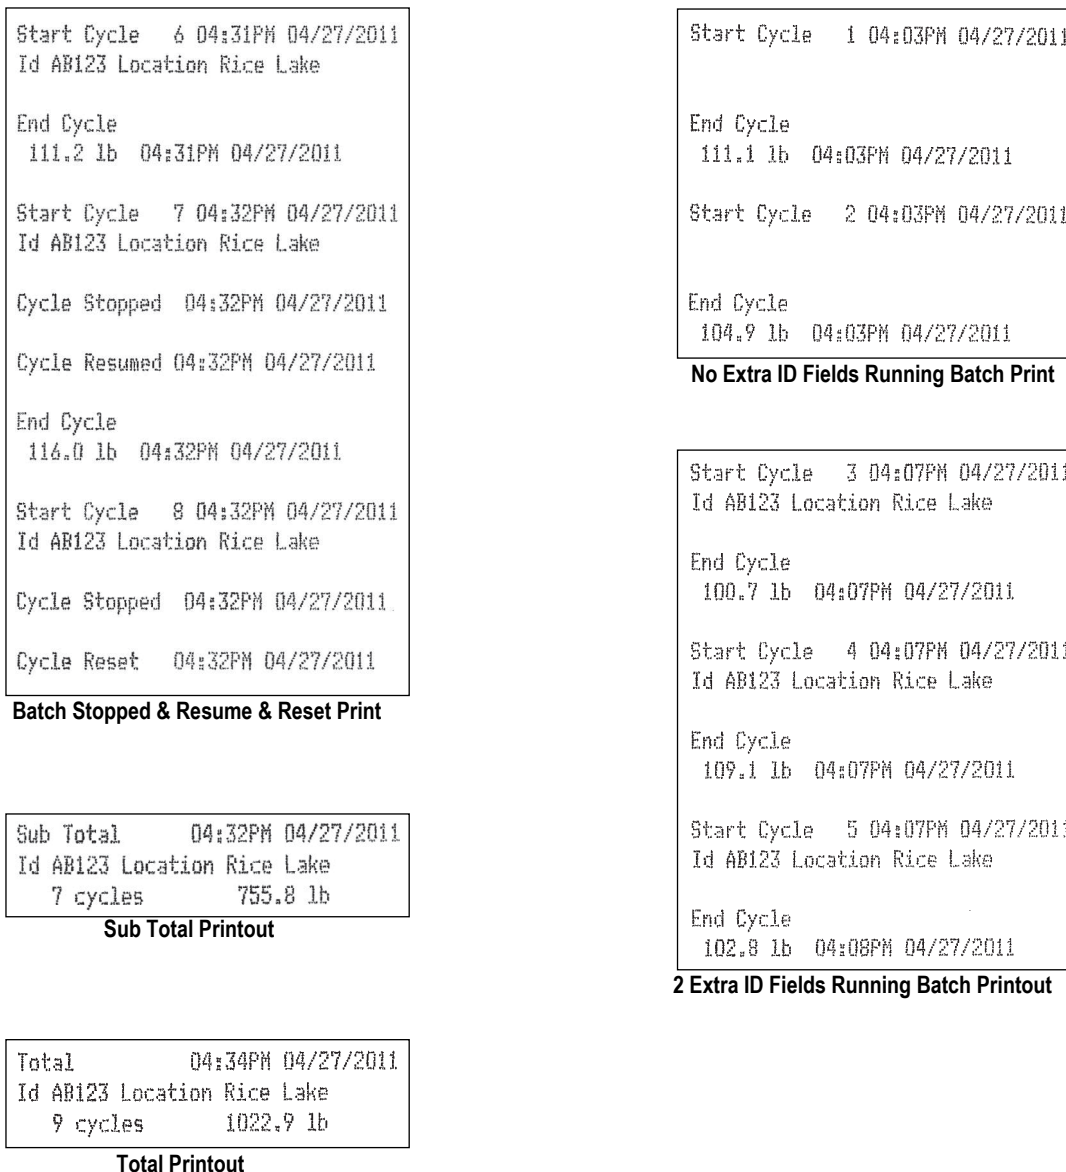 Start Cycle 6 04:31PM 04/27/2011
Id AB123 Location Rice Lake
End Cycle
111.2 lb 04:31PM 04/27/2011
Start Cycle 7 04:32PM 04/27/2011
Id AB123 Location Rice Lake
Cycle Stopped 04:32PM 04/27/2011
Cycle Resumed 04:32PM 04/27/2011
End Cycle
116.0 lb 04:32PM 04/27/2011
Start Cycle 8 04:32PM 04/27/2011
Id AB123 Location Rice Lake
Cycle Stopped 04:32PM 04/27/2011
Cycle Reset 04:32PM 04/27/2011
Batch Stopped & Resume & Reset Print
Sub Total 04:32PM 04/27/2011
Id AB123 Location Rice Lake
7 cycles 755.8 lb
Sub Total Printout
Total 04:34PM 04/27/2011
Id AB123 Location Rice Lake
9 cycles 1022.9 lb
Total Printout
Start Cycle 1 04:03PM 04/27/2011
End Cycle
111.1 lb 04:03PM 04/27/2011
Start Cycle 2 04:03PM 04/27/2011
End Cycle
104.9 lb 04:03PM 04/27/2011
No Extra ID Fields Running Batch Print
Start Cycle 3 04:07PM 04/27/2011
Id AB123 Location Rice Lake
End Cycle
100.7 lb 04:07PM 04/27/2011
Start Cycle 4 04:07PM 04/27/2011
Id AB123 Location Rice Lake
End Cycle
109.1 lb 04:07PM 04/27/2011
Start Cycle 5 04:07PM 04/27/2011
Id AB123 Location Rice Lake
End Cycle
102.8 lb 04:08PM 04/27/2011
2 Extra ID Fields Running Batch Printout